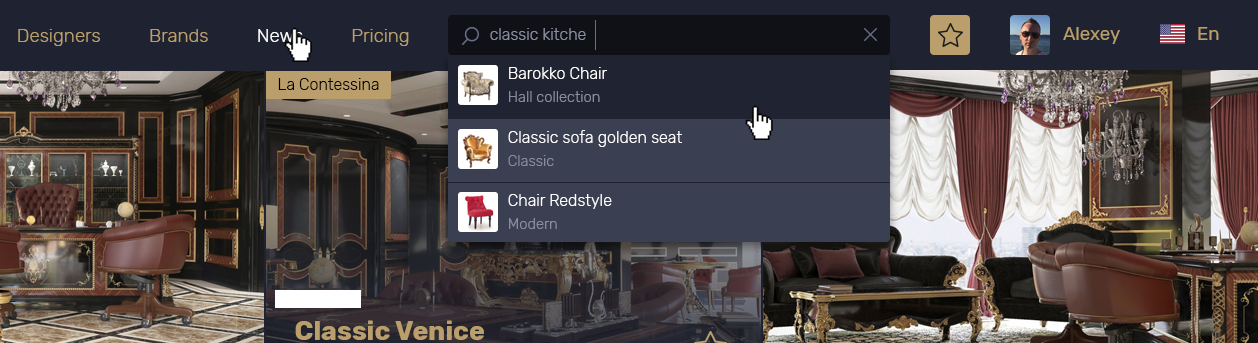 Designers
Brands
News
Pricing
classic kitche
Alexey
En
La Contessina
Barokko Chair
Hall collection
Classic sofa golden seat
Classic
Chair Redstyle
Modern
Classic Venice